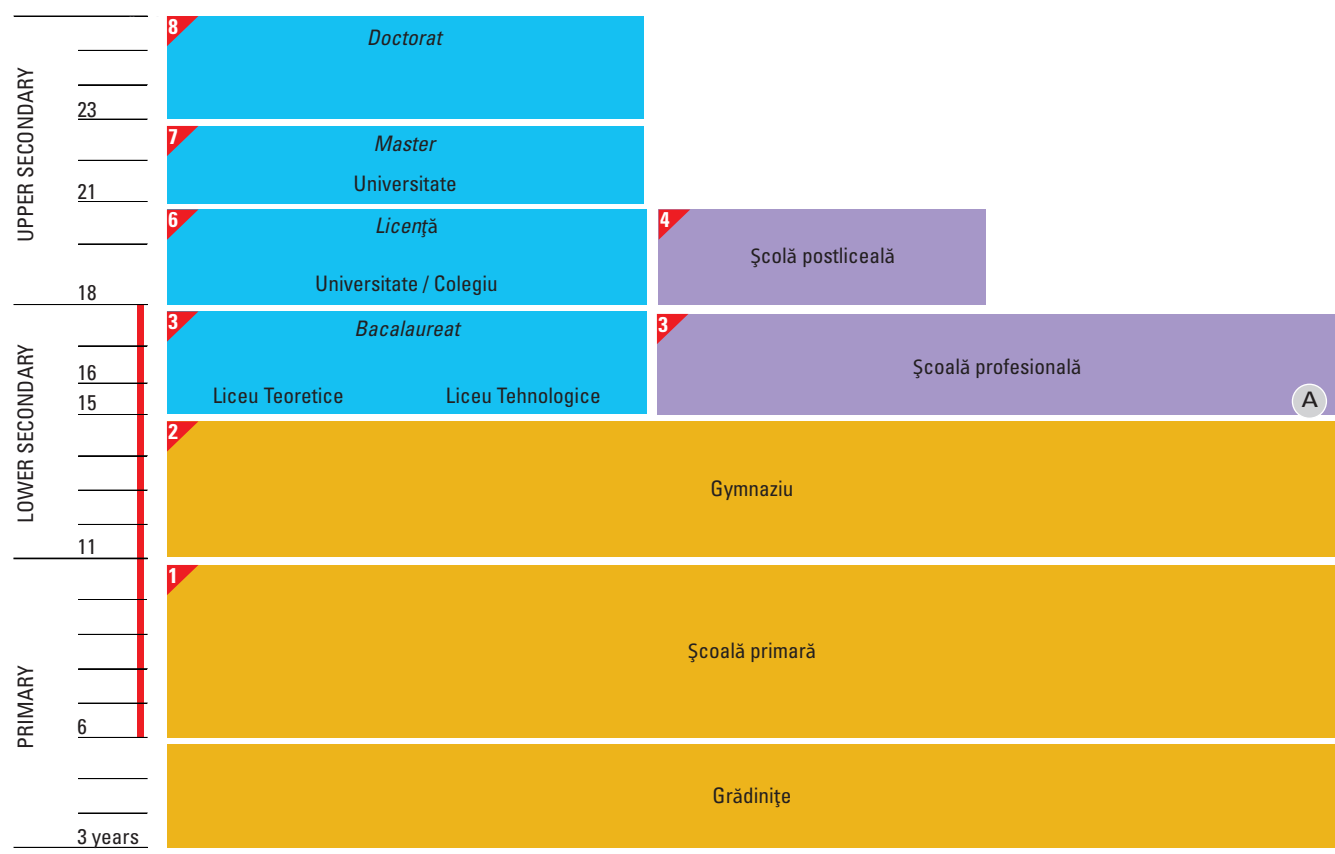 UPPER SECONDARY
LOWER SECONDARY
PRIMARY
23
21
18
16
15
11
6
3 years
8
Doctorat
7
Master
Universitate
6
Licenţă
Universitate / Colegiu
4
Şcolă postliceală
3
Bacalaureat
Liceu Teoretice
Liceu Tehnologice
3
Şcoală profesională
A
2
Gymnaziu
1
Şcoală primară
Grădiniţe